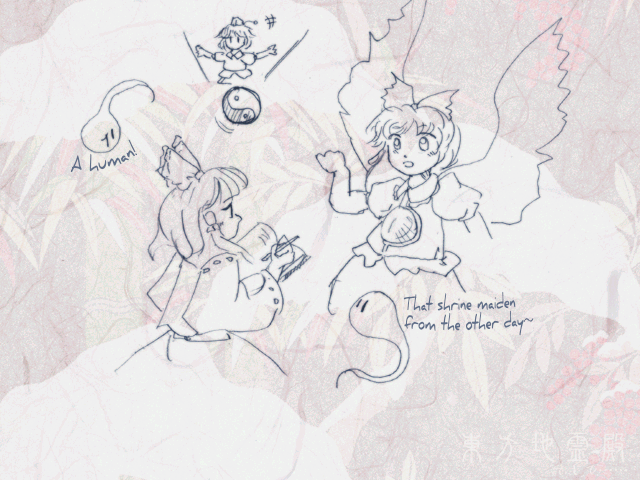 A human!
That shrine maiden
from the other day~
東方地霊殿